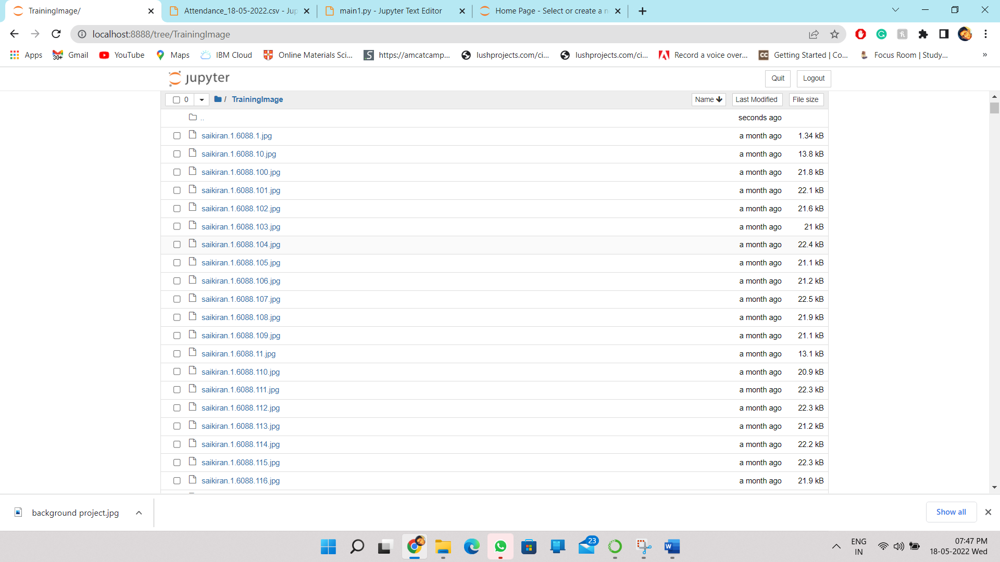 TrainingImage/
Attendance_18-05-2022.csv - Jup
main1.py - Jupyter Text Editor
Home Page - Select or create a n
localhost:8888/tree/TrainingImage
Apps
30+
Gmail
YouTube
Maps
IBM Cloud
Online Materials Sci...
https://amcatcamp...
lushprojects.com/ci...
lushprojects.com/ci...
Record a voice over...
CC
Getting Started | Co...
Focus Room | Study...
»
jupyter
Quit
Logout
0
/
TrainingImage
Name
Last Modified
File size
..
seconds ago
saikiran.1.6088.1.jpg a month ago 1.34 kB
saikiran.1.6088.10.jpg a month ago 13.8 kB
saikiran.1.6088.100.jpg a month ago 21.8 kB
saikiran.1.6088.101.jpg a month ago 22.1 kB
saikiran.1.6088.102.jpg a month ago 21.6 kB
saikiran.1.6088.103.jpg a month ago 21 kB
saikiran.1.6088.104.jpg a month ago 22.4 kB
saikiran.1.6088.105.jpg a month ago 21.1 kB
saikiran.1.6088.106.jpg a month ago 21.2 kB
saikiran.1.6088.107.jpg a month ago 22.5 kB
saikiran.1.6088.108.jpg a month ago 21.9 kB
saikiran.1.6088.109.jpg a month ago 21.1 kB
saikiran.1.6088.11.jpg a month ago 13.1 kB
saikiran.1.6088.110.jpg a month ago 20.9 kB
saikiran.1.6088.111.jpg a month ago 22.3 kB
saikiran.1.6088.112.jpg a month ago 22.3 kB
saikiran.1.6088.113.jpg a month ago 21.2 kB
saikiran.1.6088.114.jpg a month ago 22.2 kB
saikiran.1.6088.115.jpg a month ago 22.3 kB
saikiran.1.6088.116.jpg a month ago 21.9 kB
background project.jpg
Show all
23
W
ENG
IN
07:47 PM
18-05-2022 Wed